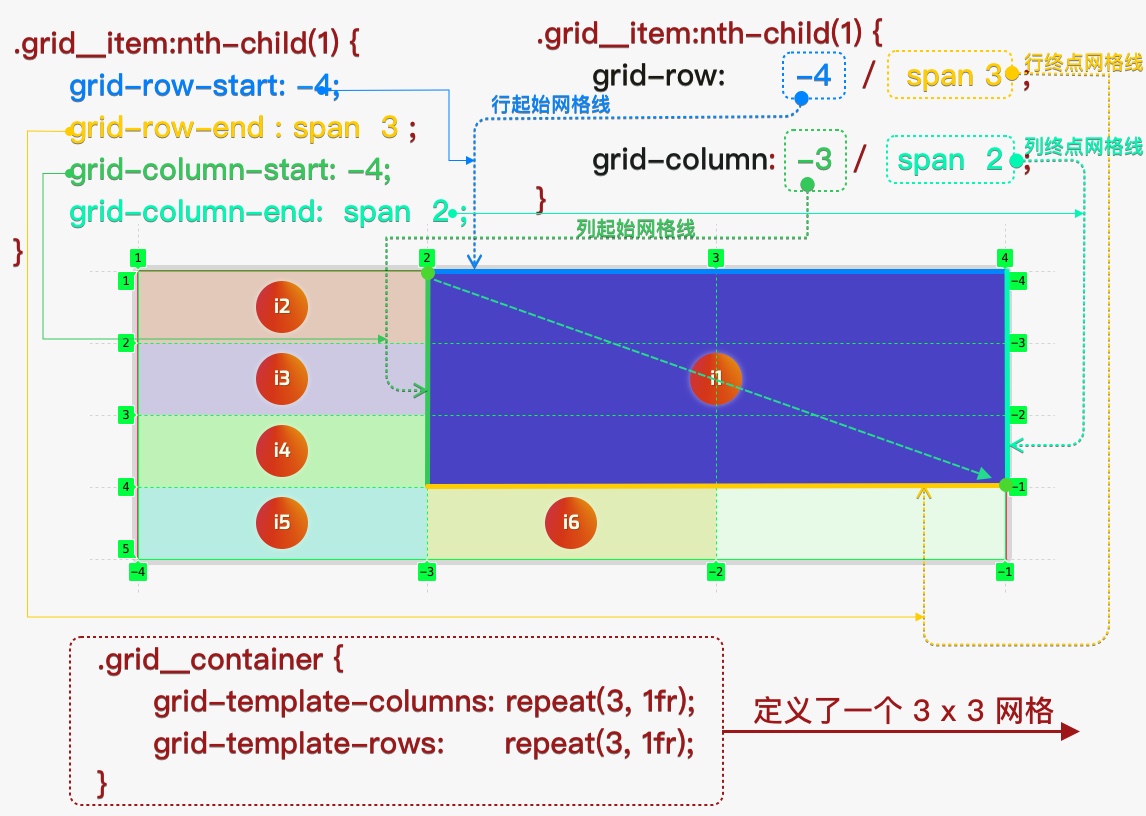 .grid__item:nth-child(1) {
grid-row-start: -4;
grid-row-end : span 3 ;
grid-column-start: -4;
grid-column-end: span 2 ;
}
.grid__item:nth-child(1) {
grid-row: -4 / span 3 ;
行终点网格线
行起始网格线
grid-column: -3 / span 2 ;
列终点网格线
}
列起始网格线
1 2 3 4
1 -4
i2
2 -3
i3 i1
3 -2
i4
4 -1
i5 i6
5
-4 -3 -2 -1
.grid__container {
grid-template-columns: repeat(3, 1fr);
grid-template-rows: repeat(3, 1fr);
}
定义了一个 3 x 3 网格